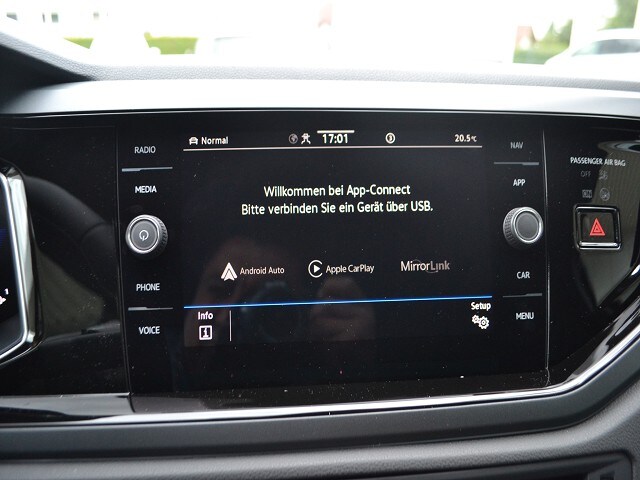 RADIO
MEDIA
PHONE
VOICE
Normal
17:01
20.5°C
Willkommen bei App-Connect
Bitte verbinden Sie ein Gerät über USB.
Android Auto
Apple CarPlay
MirrorLink
Info
Setup
NAV
APP
CAR
MENU
PASSENGER AIR BAG
OFF